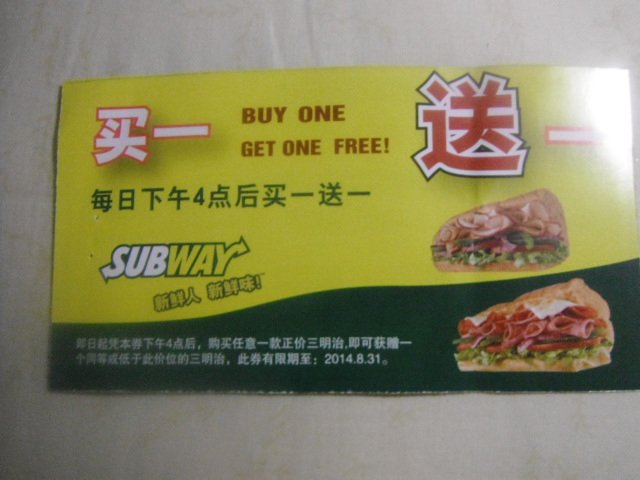 买一 送一
BUY ONE
GET ONE FREE!
每日下午4点后买一送一
SUBWAY
新鲜人 新鲜味!
即日起凭本券下午4点后，购买任意一款正价三明治,即可获赠一
个同等或低于此价位的三明治，此券有限期至：2014.8.31。